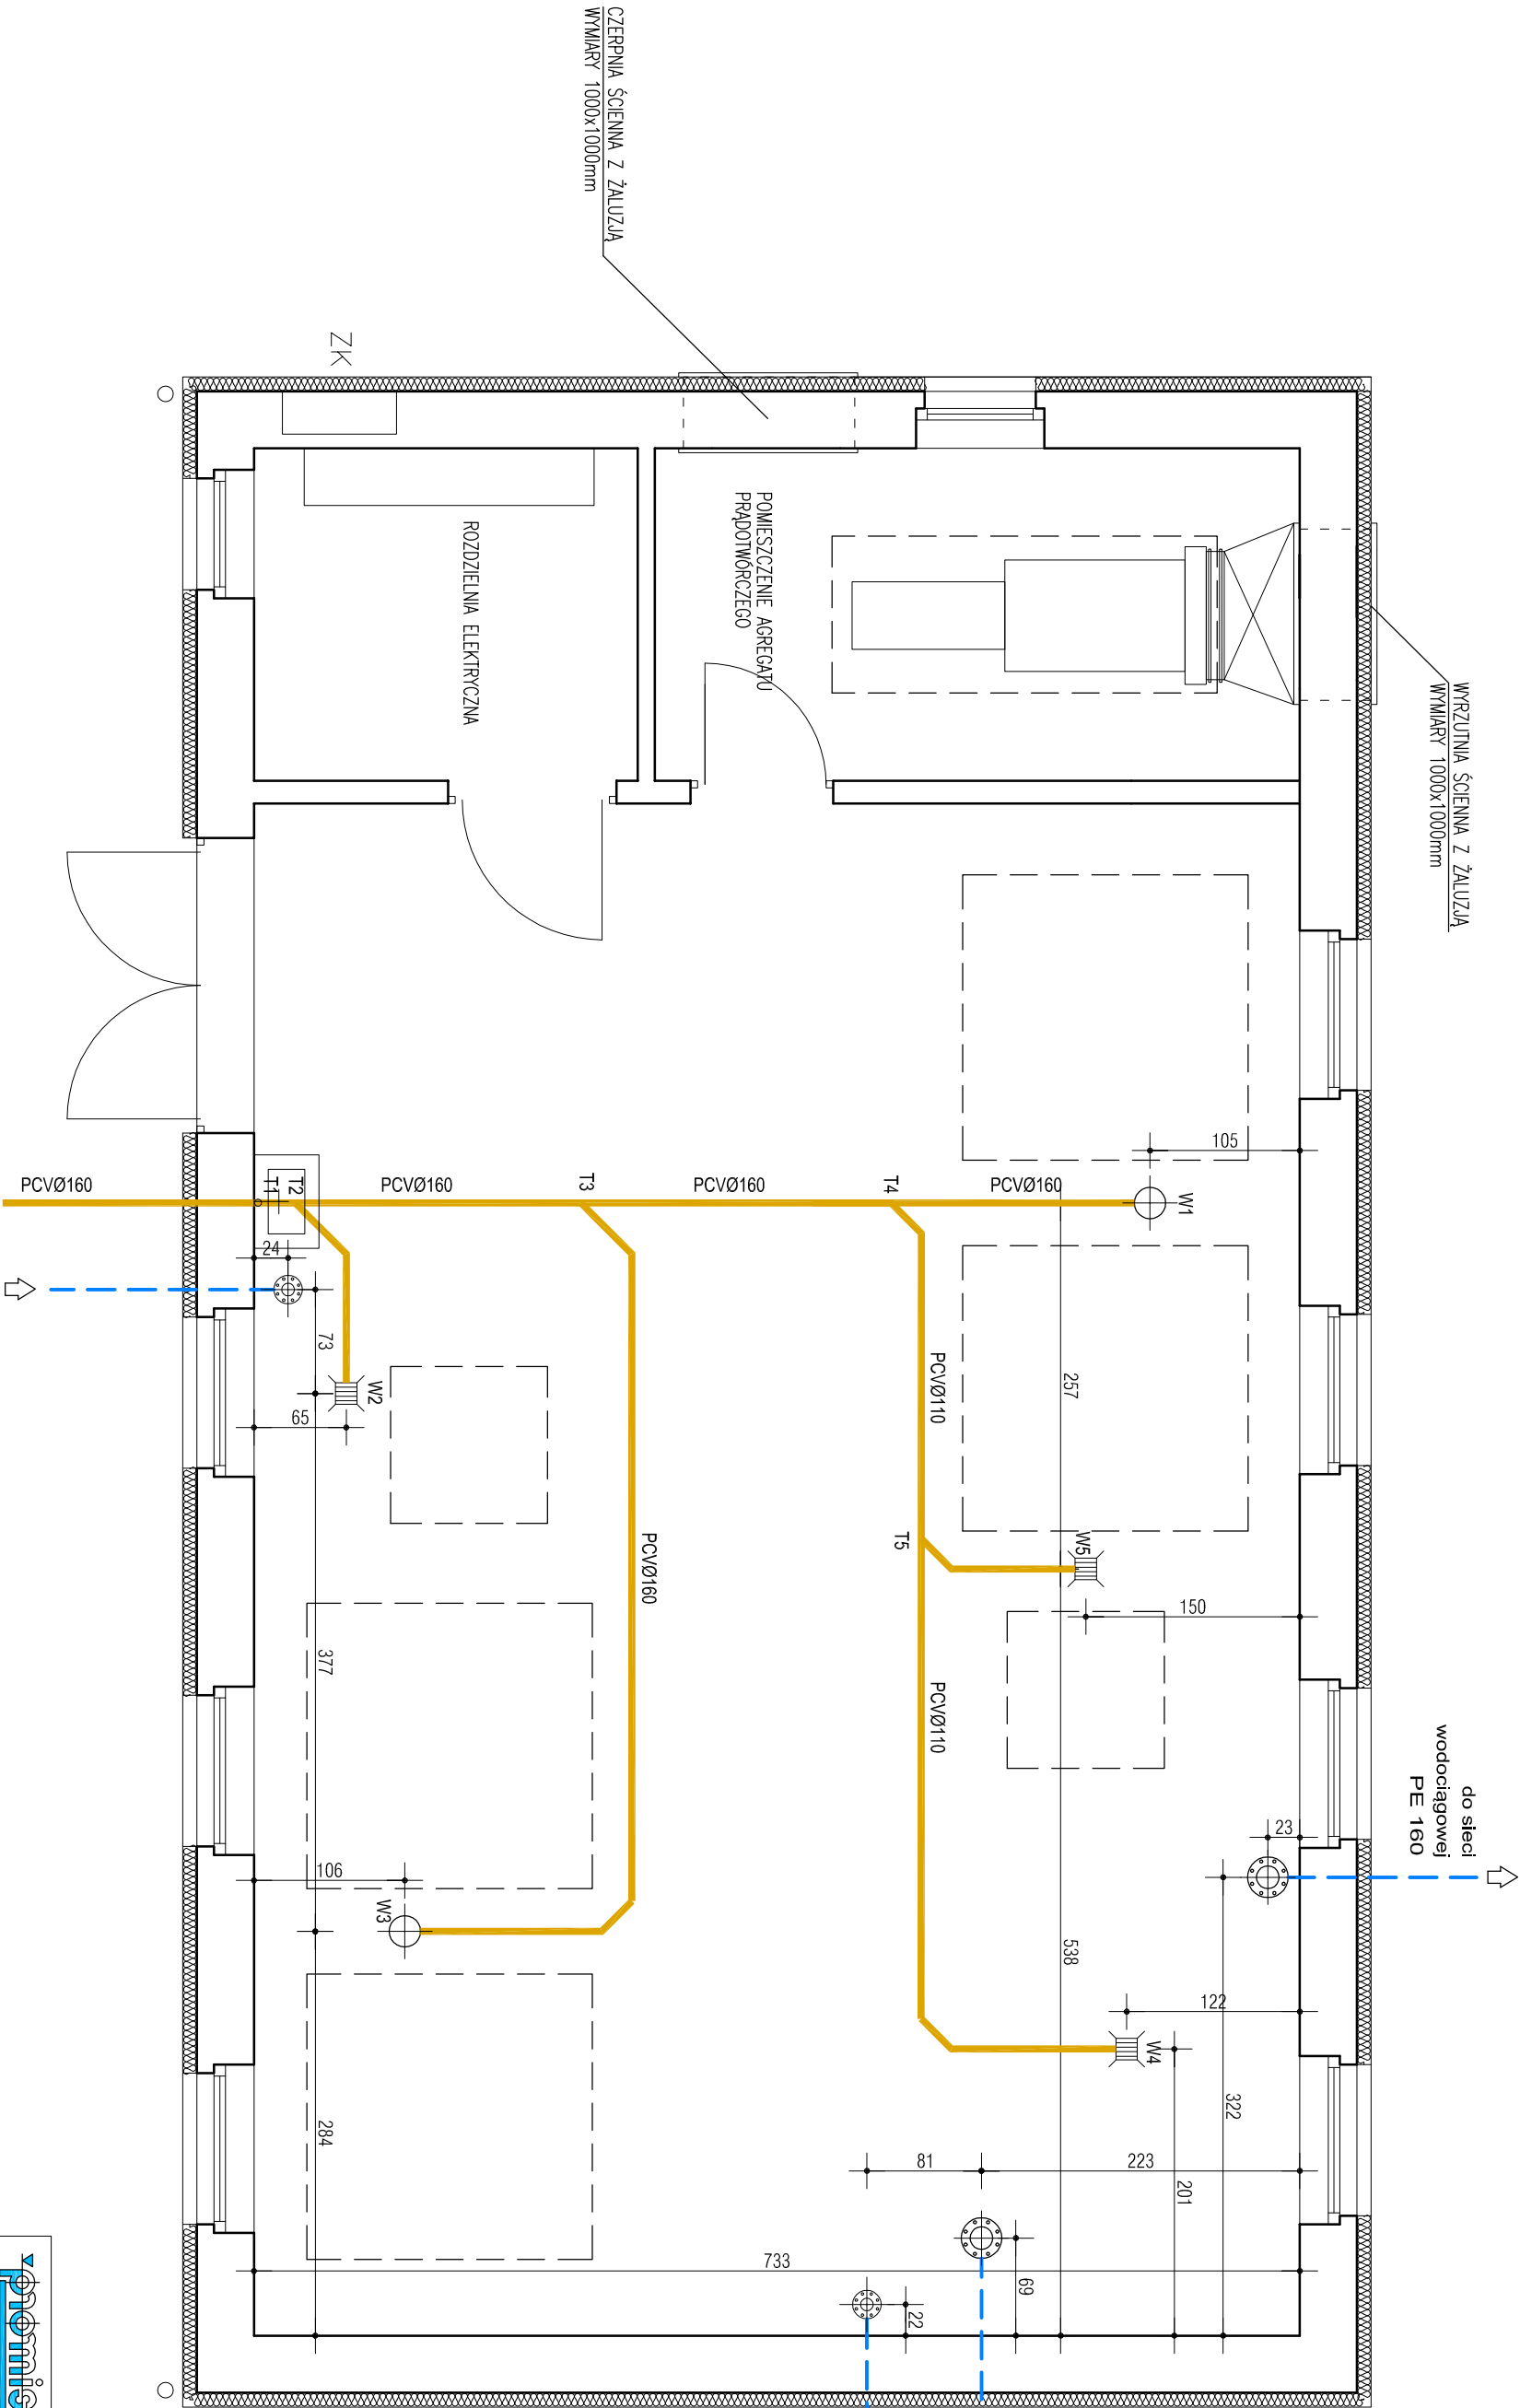 CZERPNIA ŚCIENNA Z ŻALUZJĄ
WYMIARY 1000x1000mm
WYRZUTNIA ŚCIENNA Z ŻALUZJĄ
WYMIARY 1000x1000mm
ZK
POMIESZCZENIE AGREGATU
PRĄDOTWÓRCZEGO
ROZDZIELNIA ELEKTRYCZNA
105
W1
PCVØ160
T4
PCVØ160
T3
PCVØ160
T2
T1
PCVØ160
24
73
W2
65
257
PCVØ110
T5
W5
150
PCVØ160
377
PCVØ110
do sieci
wodociągowej
PE 160
23
106
W3
538
122
W4
322
284
81
223
201
733
69
22